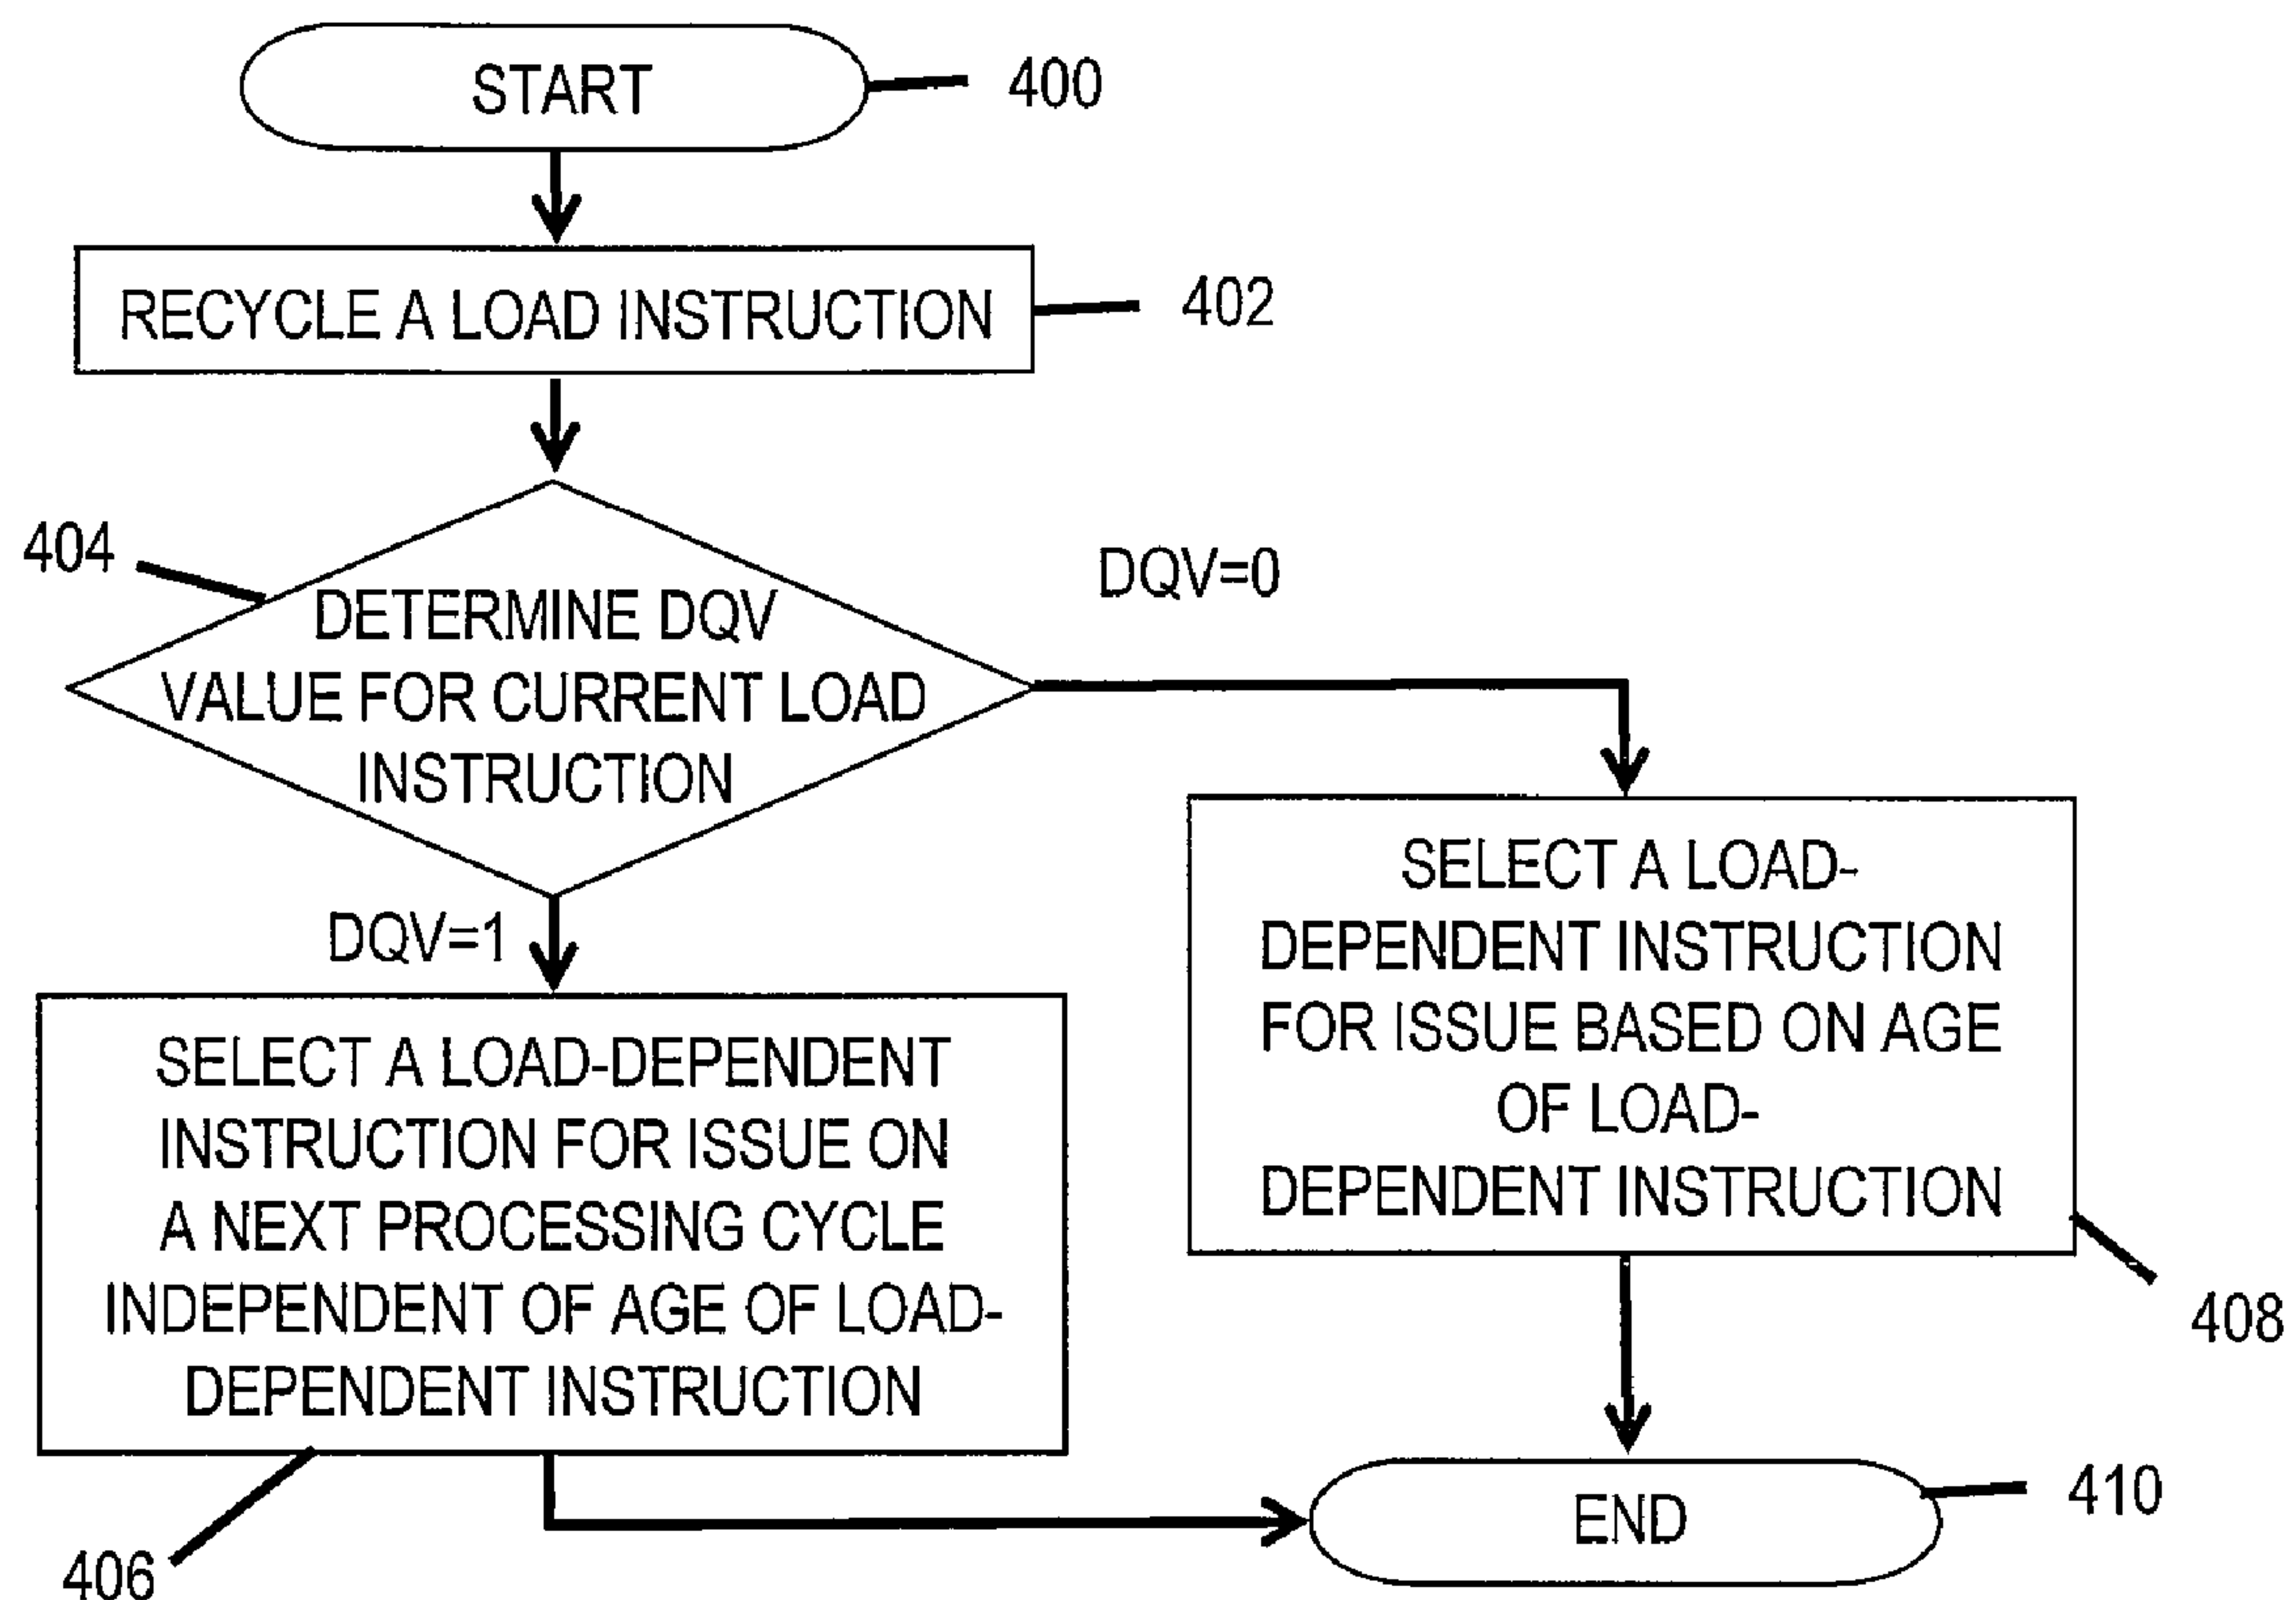 START
400
RECYCLE A LOAD INSTRUCTION
402
404
DETERMINE DQV
VALUE FOR CURRENT LOAD
INSTRUCTION
DQV=0
DQV=1
SELECT A LOAD-DEPENDENT
INSTRUCTION FOR ISSUE ON
A NEXT PROCESSING CYCLE
INDEPENDENT OF AGE OF LOAD-
DEPENDENT INSTRUCTION
406
SELECT A LOAD-
DEPENDENT INSTRUCTION
FOR ISSUE BASED ON AGE
OF LOAD-
DEPENDENT INSTRUCTION
408
END
410